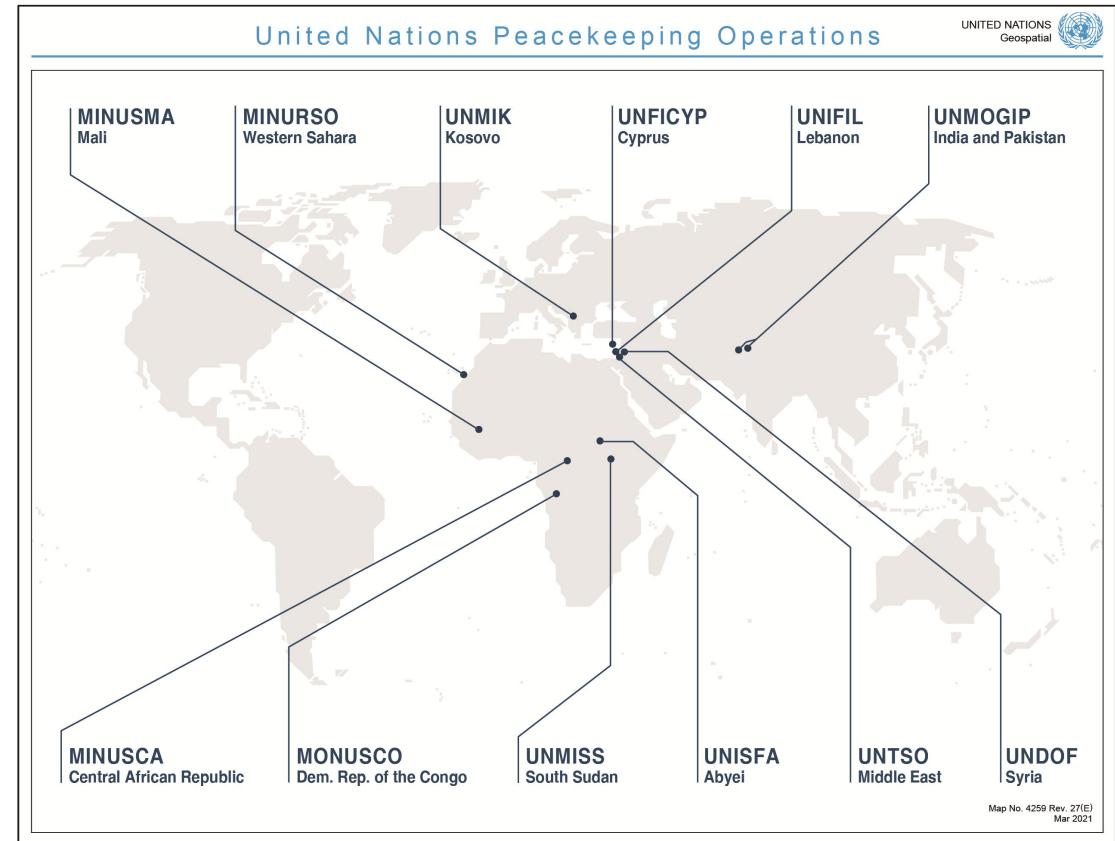 United Nations Peacekeeping Operations
UNITED NATIONS
Geospatial
MINUSMA
Mali
MINURSO
Western Sahara
UNMIK
Kosovo
UNFICYP
Cyprus
UNIFIL
Lebanon
UNMOGIP
India and Pakistan
MINUSCA
Central African Republic
MONUSCO
Dem. Rep. of the Congo
UNMISS
South Sudan
UNISFA
Abyei
UNTSO
Middle East
UNDOF
Syria
Map No. 4259 Rev. 27(E)
Mar 2021